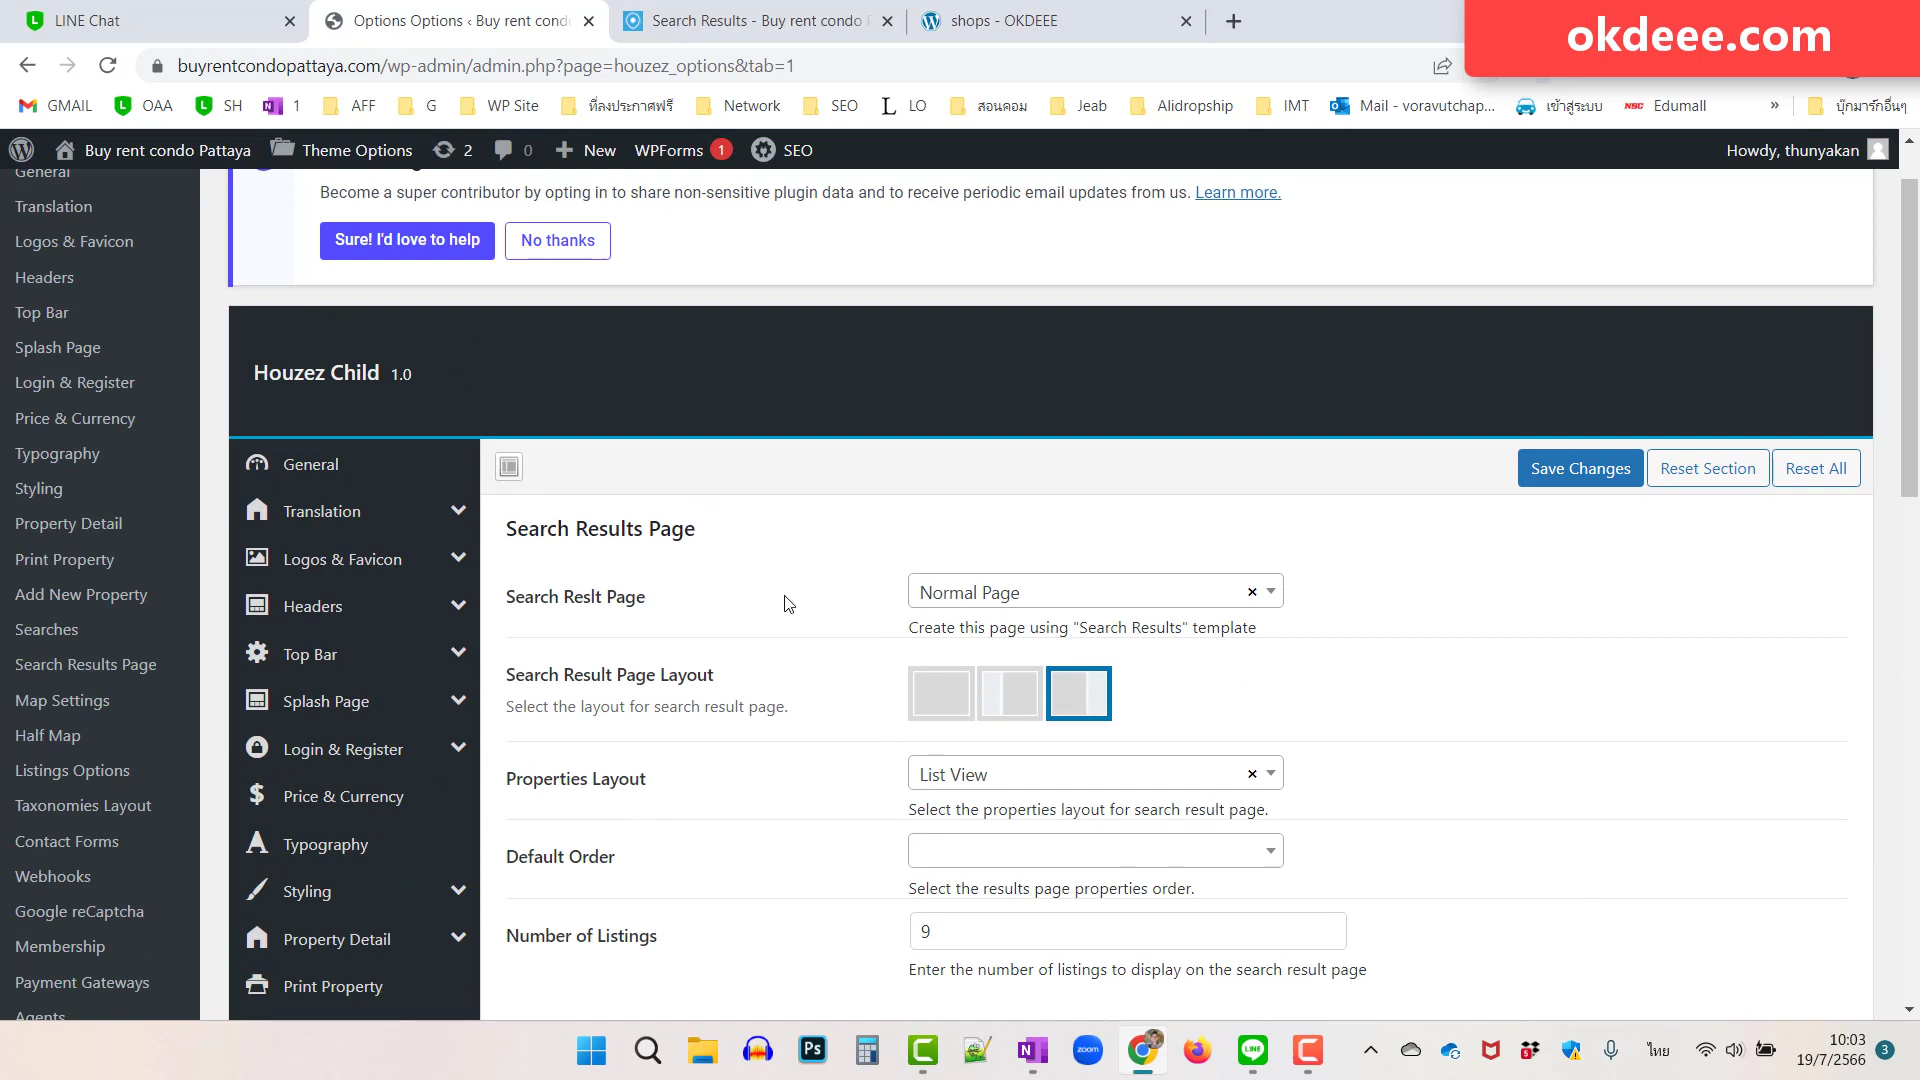 LINE Chat
Options Options ‹ Buy rent cond
Search Results - Buy rent condo
shops - OKDEEE
okdeee.com
buyrentcondopattaya.com/wp-admin/admin.php?page=houzez_options&tab=1
GMAIL
OAA
SH
1
AFF
G
WP Site
ที่ลงประกาศฟรี
Network
SEO
LO
สอนคอม
Jeab
Alidropship
IMT
Mail - voravutchap...
เข้าสู่ระบบ
NSC Edumall
»
บุ๊กมาร์กอื่นๆ
Buy rent condo Pattaya
Theme Options
2
0
New
WPForms 1
SEO
Howdy, thunyakan
General
Translation
Logos & Favicon
Headers
Top Bar
Splash Page
Login & Register
Price & Currency
Typography
Styling
Property Detail
Print Property
Add New Property
Searches
Search Results Page
Map Settings
Half Map
Listings Options
Taxonomies Layout
Contact Forms
Webhooks
Google reCaptcha
Membership
Payment Gateways
Agents
Become a super contributor by opting in to share non-sensitive plugin data and to receive periodic email updates from us. Learn more.
Sure! I'd love to help
No thanks
Houzez Child 1.0
General
Translation
Logos & Favicon
Headers
Top Bar
Splash Page
Login & Register
Price & Currency
Typography
Styling
Property Detail
Print Property
Save Changes
Reset Section
Reset All
Search Results Page
Search Reslt Page
Normal Page
Create this page using "Search Results" template
Search Result Page Layout
Select the layout for search result page.
Properties Layout
List View
Select the properties layout for search result page.
Default Order
Select the results page properties order.
Number of Listings
9
Enter the number of listings to display on the search result page
Ps
zoom
LINE
ไทย
10:03
19/7/2566
3